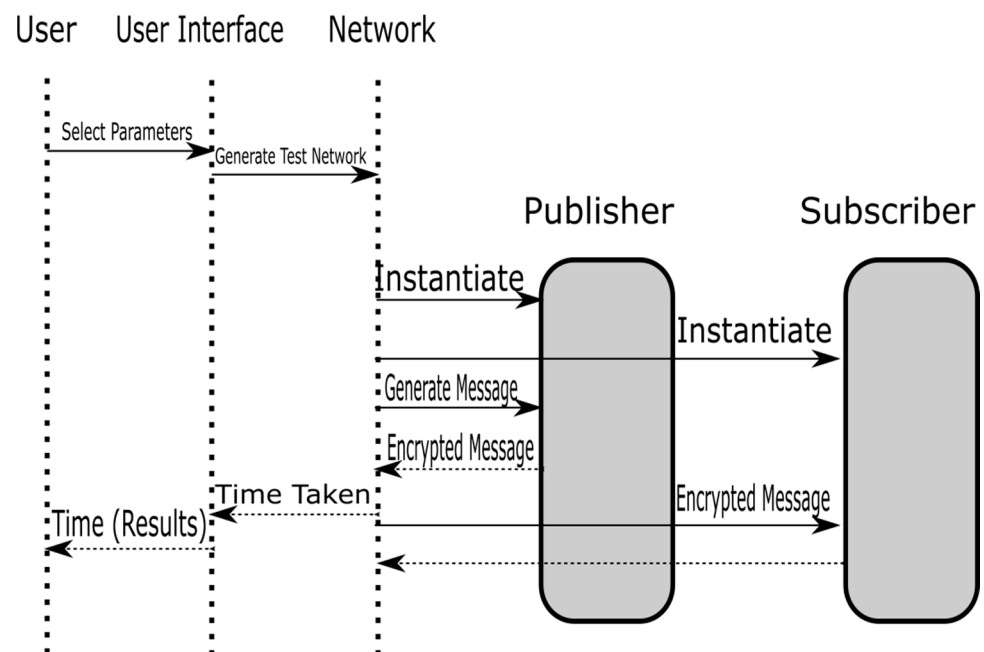 User
User Interface
Network
Select Parameters
Generate Test Network
Publisher
Subscriber
Instantiate
Instantiate
Generate Message
Encrypted Message
Time Taken
Encrypted Message
Time (Results)